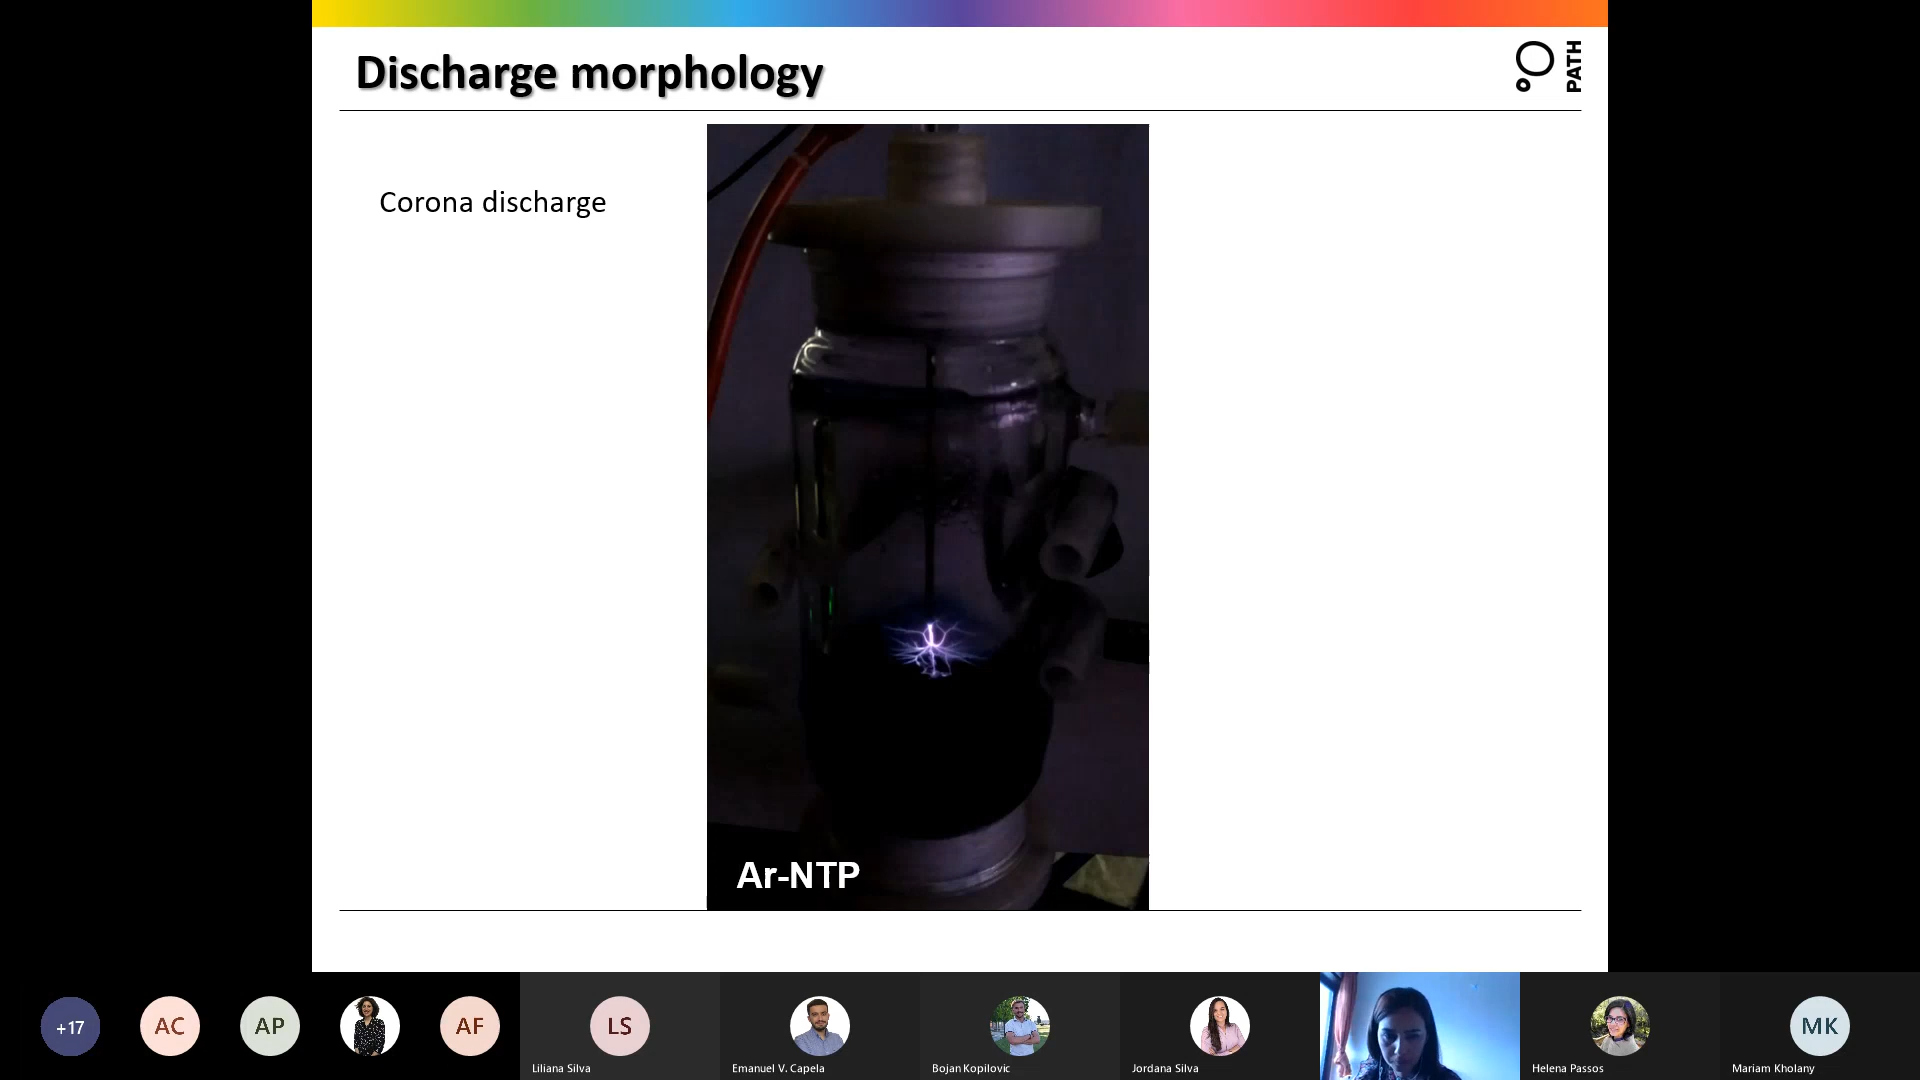 Discharge morphology
PATH
Corona discharge
Ar-NTP
+17
AC
AP
AF
LS
Liliana Silva
Emanuel V. Capela
Bojan Kopilovic
Jordana Silva
Helena Passos
MK
Mariam Kholany